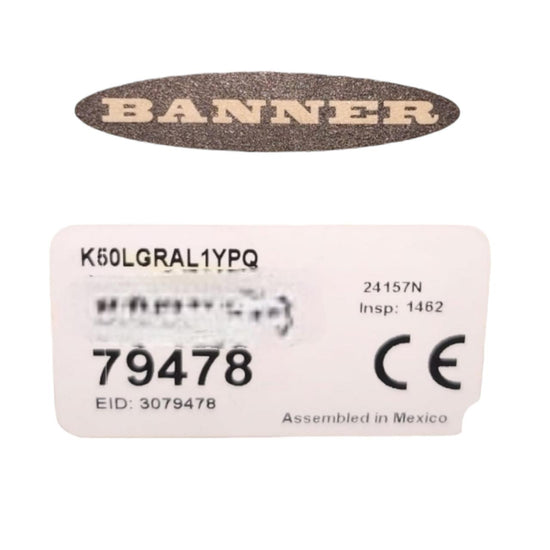 BANNER
K50LGRAL1YPQ
24157N
Insp: 1462
79478
CE
EID: 3079478
Assembled in Mexico